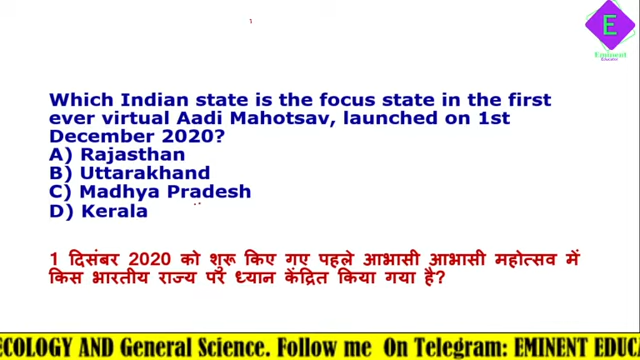 E
Eminent
Educator
Which Indian state is the focus state in the first
ever virtual Aadi Mahotsav, launched on 1st
December 2020?
A) Rajasthan
B) Uttarakhand
C) Madhya Pradesh
D) Kerala
1 दिसंबर 2020 को शुरू किए गए पहले आभासी आभासी महोत्सव में
किस भारतीय राज्य पर ध्यान केंद्रित किया गया है?
ECOLOGY AND General Science. Follow me On Telegram: EMINENT EDUC